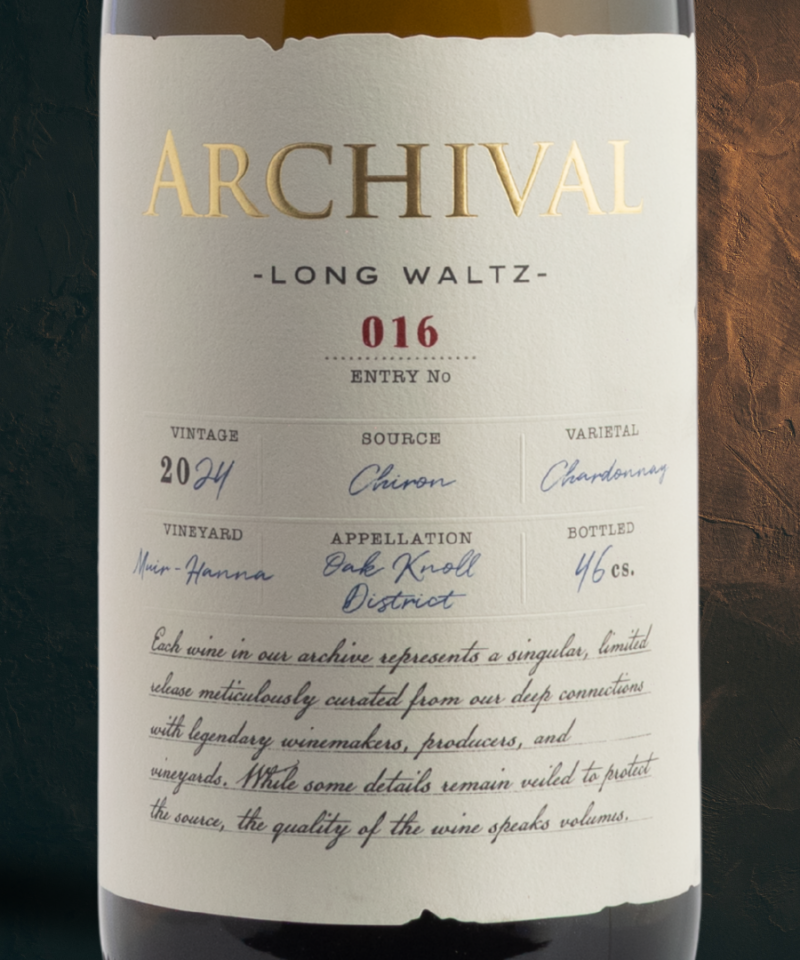 ARCHIVAL
-LONG WALTZ-
016
ENTRY No
VINTAGE SOURCE VARIETAL
2024 Chiron Chardonnay
VINEYARD APPELLATION BOTTLED
Muir-Hanna Oak Knoll 46 cs.
District
Each wine in our archive represents a singular, limited
release meticulously curated from our deep connections
with legendary winemakers, producers, and
vineyards. While some details remain veiled to protect
the source, the quality of the wine speaks volumes.